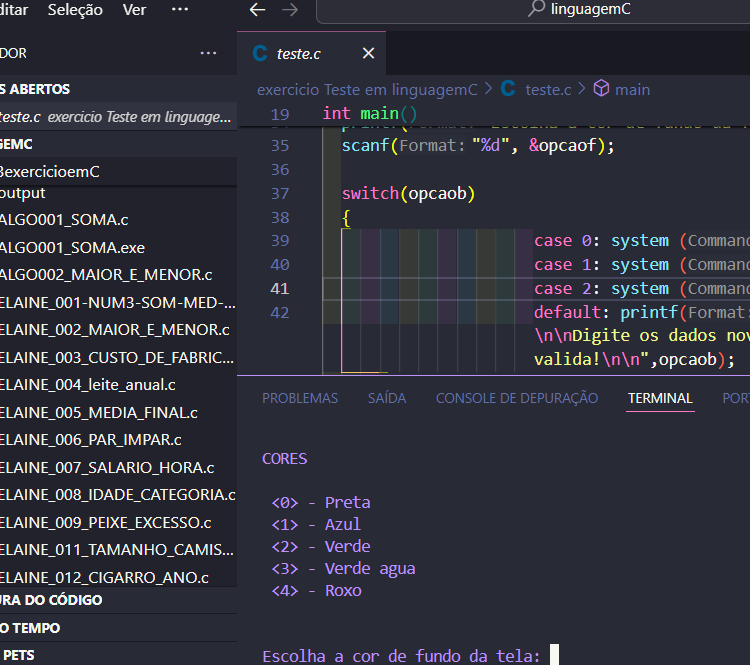 ditar Seleção Ver ···
← → linguagemC
DOR ···
S ABERTOS
teste.c exercicio Teste em linguage...
GEMC
BexercicioemC
output
ALGO001_SOMA.c
ALGO001_SOMA.exe
ALGO002_MAIOR_E_MENOR.c
ELAINE_001-NUM3-SOM-MED-...
ELAINE_002_MAIOR_E_MENOR.c
ELAINE_003_CUSTO_DE_FABRIC...
ELAINE_004_leite_anual.c
ELAINE_005_MEDIA_FINAL.c
ELAINE_006_PAR_IMPAR.c
ELAINE_007_SALARIO_HORA.c
ELAINE_008_IDADE_CATEGORIA.c
ELAINE_009_PEIXE_EXCESSO.c
ELAINE_011_TAMANHO_CAMIS...
ELAINE_012_CIGARRO_ANO.c
URA DO CÓDIGO
O TEMPO
PETS
C teste.c ×
exercicio Teste em linguagemC > C teste.c > main
19 int main()
35 scanf(Format: "%d", &opcaof);
36
37 switch(opcaob)
38 {
39 case 0: system (Command
40 case 1: system (Command
41 case 2: system (Command
42 default: printf(Format:
\n\nDigite os dados nov
valida!\n\n",opcaob);
PROBLEMAS SAÍDA CONSOLE DE DEPURAÇÃO TERMINAL POR
CORES
<0> - Preta
<1> - Azul
<2> - Verde
<3> - Verde agua
<4> - Roxo
Escolha a cor de fundo da tela: